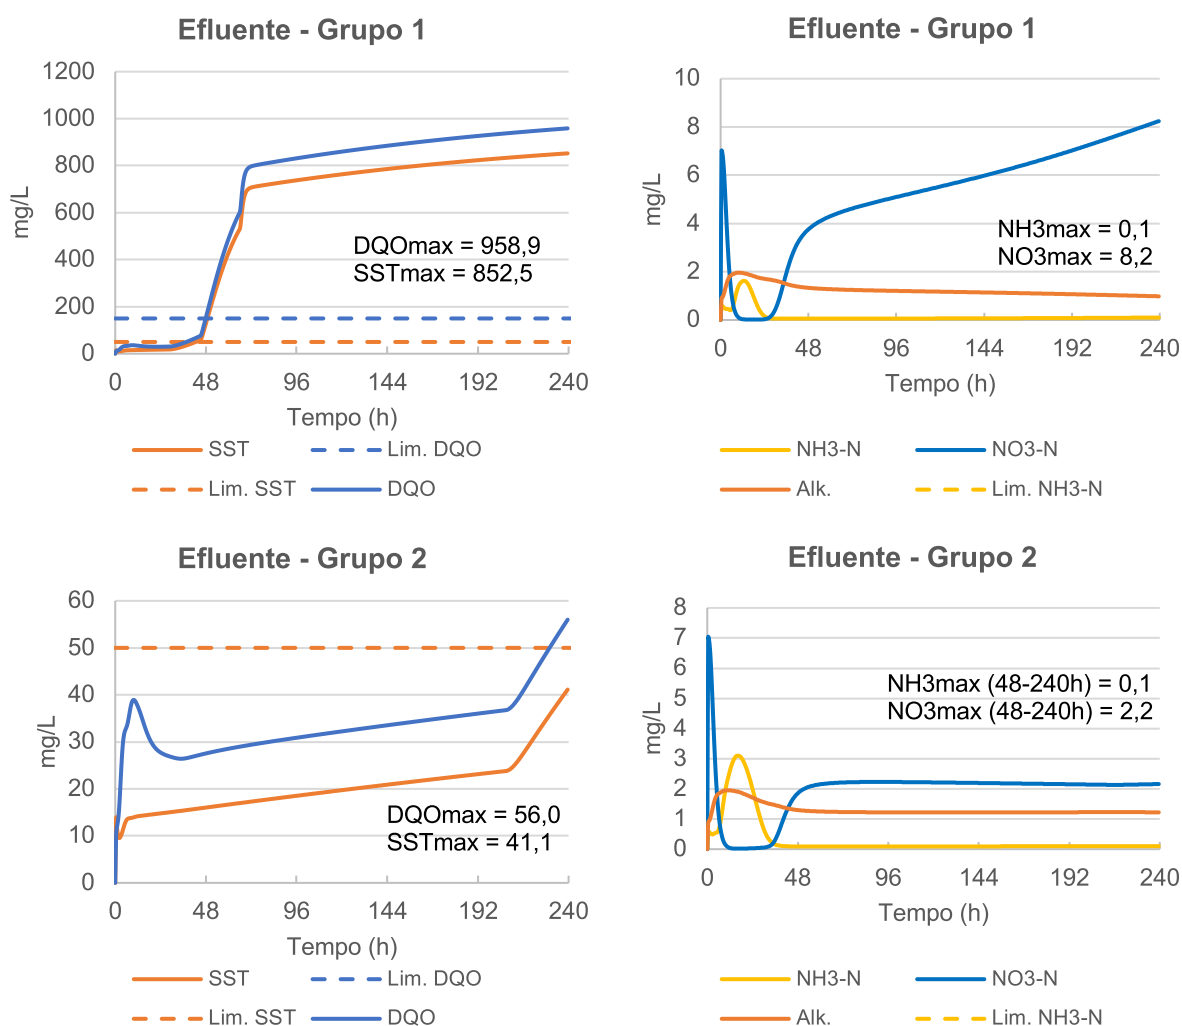 Efluente - Grupo 1
1200
1000
800
600
400
200
0
mg/L
DQOmax = 958,9
SSTmax = 852,5
0 48 96 144 192 240
Tempo (h)
SST Lim. DQO
Lim. SST DQO
Efluente - Grupo 1
10
8
6
4
2
0
mg/L
NH3max = 0,1
NO3max = 8,2
0 48 96 144 192 240
Tempo (h)
NH3-N NO3-N
Alk. Lim. NH3-N
Efluente - Grupo 2
60
50
40
30
20
10
0
mg/L
DQOmax = 56,0
SSTmax = 41,1
0 48 96 144 192 240
Tempo (h)
SST Lim. DQO
Lim. SST DQO
Efluente - Grupo 2
8
7
6
5
4
3
2
1
0
mg/L
NH3max (48-240h) = 0,1
NO3max (48-240h) = 2,2
0 48 96 144 192 240
Tempo (h)
NH3-N NO3-N
Alk. Lim. NH3-N